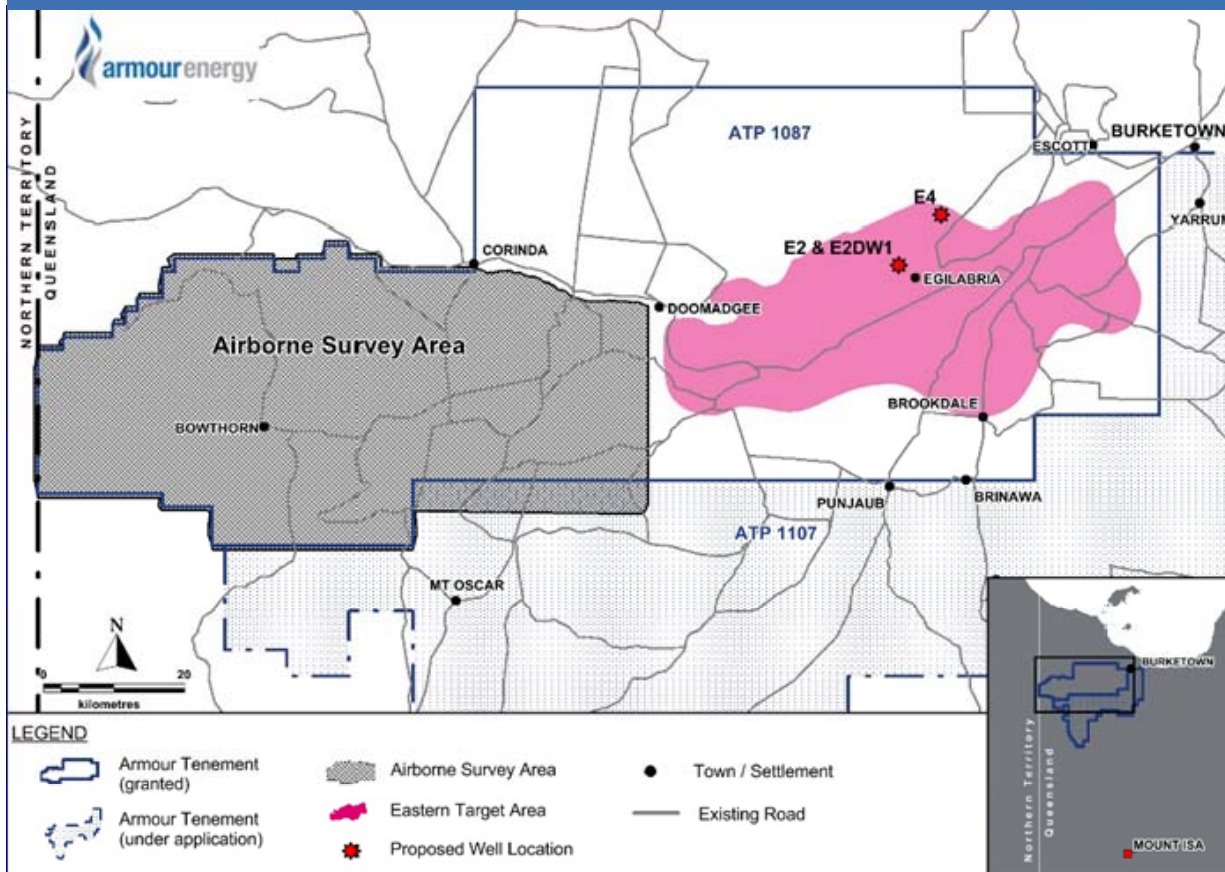 armourenergy
NORTHERN TERRITORY
QUEENSLAND
ATP 1087
BURKETOWN
ESCOTT
E4
YARRUM
CORINDA
E2 & E2DW1
EGILABRIA
DOOMADGEE
Airborne Survey Area
BROOKDALE
BOWTHORN
PUNJAUB
BRINAWA
ATP 1107
MT OSCAR
N
0 20
kilometres
BURKETOWN
Northern Territory
Queensland
MOUNT ISA
LEGEND
Armour Tenement
(granted)
Armour Tenement
(under application)
Airborne Survey Area
Eastern Target Area
Proposed Well Location
Town / Settlement
Existing Road